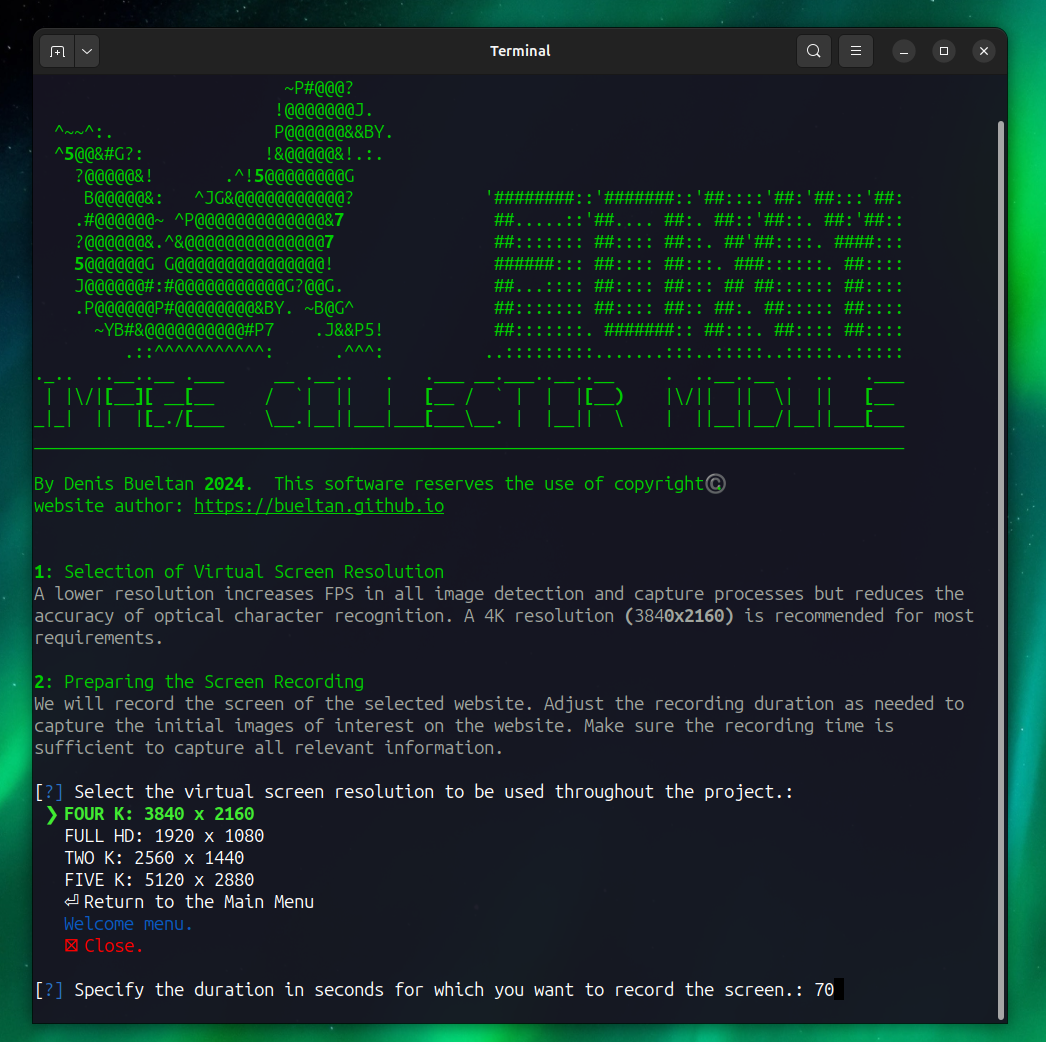 Terminal
FOXY
IMAGE COLLECTOR MODULE
By Denis Bueltan 2024.  This software reserves the use of copyright©
website author: https://bueltan.github.io
1: Selection of Virtual Screen Resolution
A lower resolution increases FPS in all image detection and capture processes but reduces the
accuracy of optical character recognition. A 4K resolution (3840x2160) is recommended for most
requirements.
2: Preparing the Screen Recording
We will record the screen of the selected website. Adjust the recording duration as needed to
capture the initial images of interest on the website. Make sure the recording time is
sufficient to capture all relevant information.
[?] Select the virtual screen resolution to be used throughout the project.:
❯ FOUR K: 3840 x 2160
FULL HD: 1920 x 1080
TWO K: 2560 x 1440
FIVE K: 5120 x 2880
⏎ Return to the Main Menu
Welcome menu.
⊠ Close.
[?] Specify the duration in seconds for which you want to record the screen.: 70